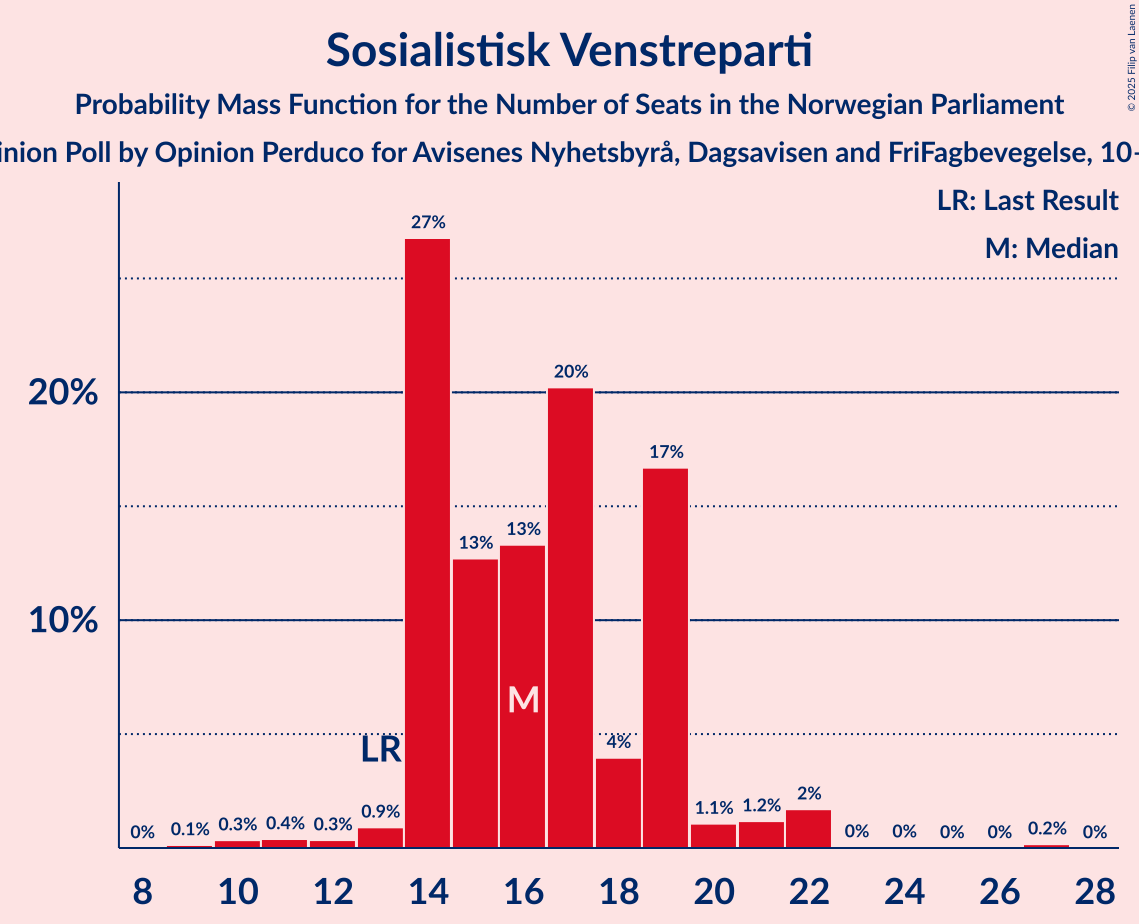 © 2025 Filip van Laenen
Sosialistisk Venstreparti
Probability Mass Function for the Number of Seats in the Norwegian Parliament
inion Poll by Opinion Perduco for Avisenes Nyhetsbyrå, Dagsavisen and FriFagbevegelse, 10-
LR: Last Result
M: Median
27%
20%
20%
17%
13%
13%
10%
M
LR
4%
0%
0.1%
0.3%
0.4%
0.3%
0.9%
1.1%
1.2%
2%
0%
0%
0%
0%
0.2%
0%
8 10 12 14 16 18 20 22 24 26 28